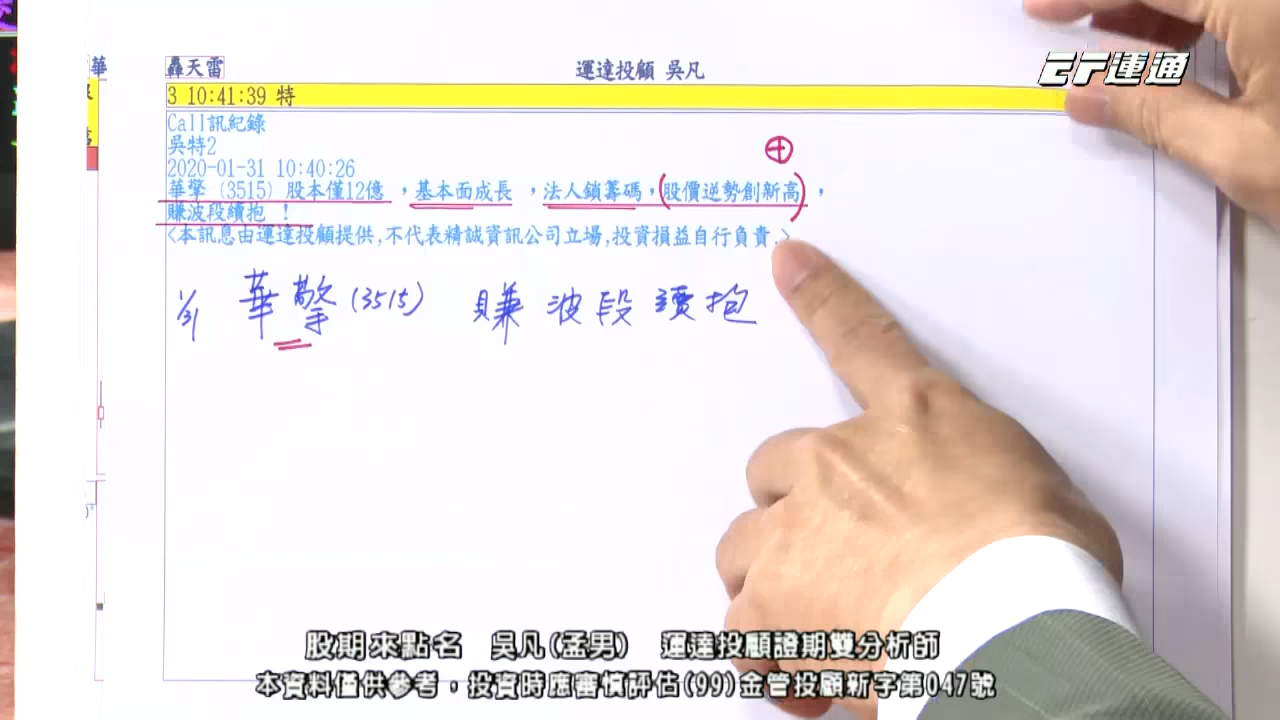 華
轟天雷
運達投顧 吳凡
EF運通
3 10:41:39 特
Call訊紀錄
吳特2
2020-01-31 10:40:26
華擎 (3515) 股本僅12億 ，基本面成長 ，法人鎖籌碼，股價逆勢創新高 ，
賺波段續抱 ！
<本訊息由運達投顧提供,不代表精誠資訊公司立場,投資損益自行負責.>
1/31 華擎(3515) 賺波段續抱
股期來點名 吳凡(孟男) 運達投顧證期雙分析師
本資料僅供參考，投資時應審慎評估(99)金管投顧新字第047號